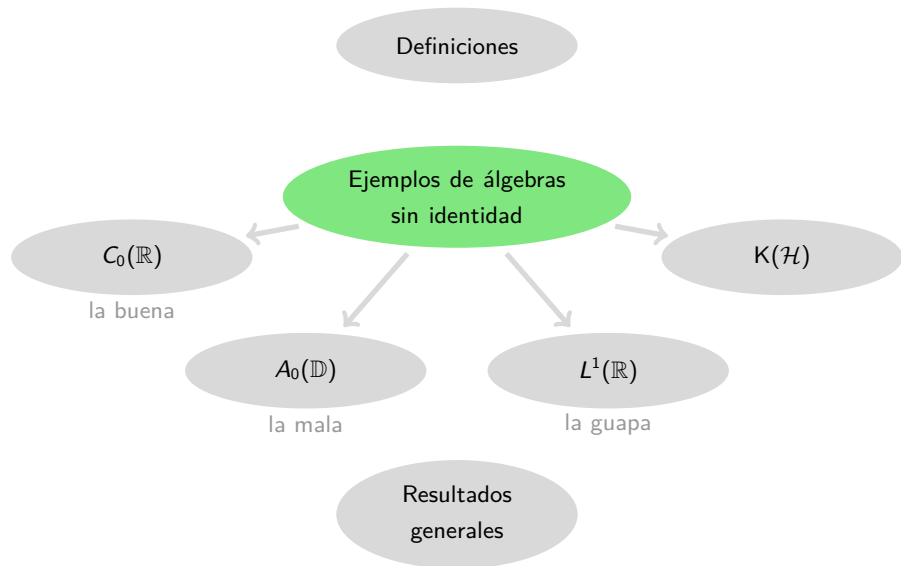 Definiciones
Ejemplos de álgebras
sin identidad
C₀(ℝ)
la buena
K(ℋ)
A₀(𝔻)
la mala
L¹(ℝ)
la guapa
Resultados
generales